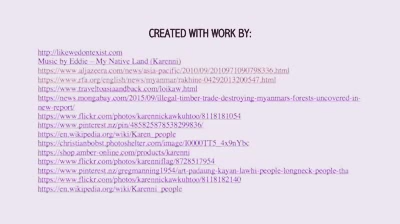 CREATED WITH WORK BY:
http://likewedontexist.com
Music by Eddie – My Native Land (Karenni)
https://www.aljazeera.com/news/asia-pacific/2010/09/2010971090798336.html
https://www.rfa.org/english/news/myanmar/rakhine-04292013200547.html
https://www.traveltoasiaandback.com/loikaw.html
https://news.mongabay.com/2015/09/illegal-timber-trade-destroying-myanmars-forests-uncovered-in-
new-report/
https://www.flickr.com/photos/karennickawkuhtoo/8118181054
https://www.pinterest.nz/pin/485825878538299836/
https://en.wikipedia.org/wiki/Karen_people
https://christianbobst.photoshelter.com/image/I0000TT5_4x9nYbc
https://shop.amber-online.com/products/karenni
https://www.flickr.com/photos/karenniflag/8728517954
https://www.pinterest.nz/gregmanning1954/art-padaung-kayan-lawhi-people-longneck-people-tha
https://www.flickr.com/photos/karennickawkuhtoo/8118182140
https://en.wikipedia.org/wiki/Karenni_people